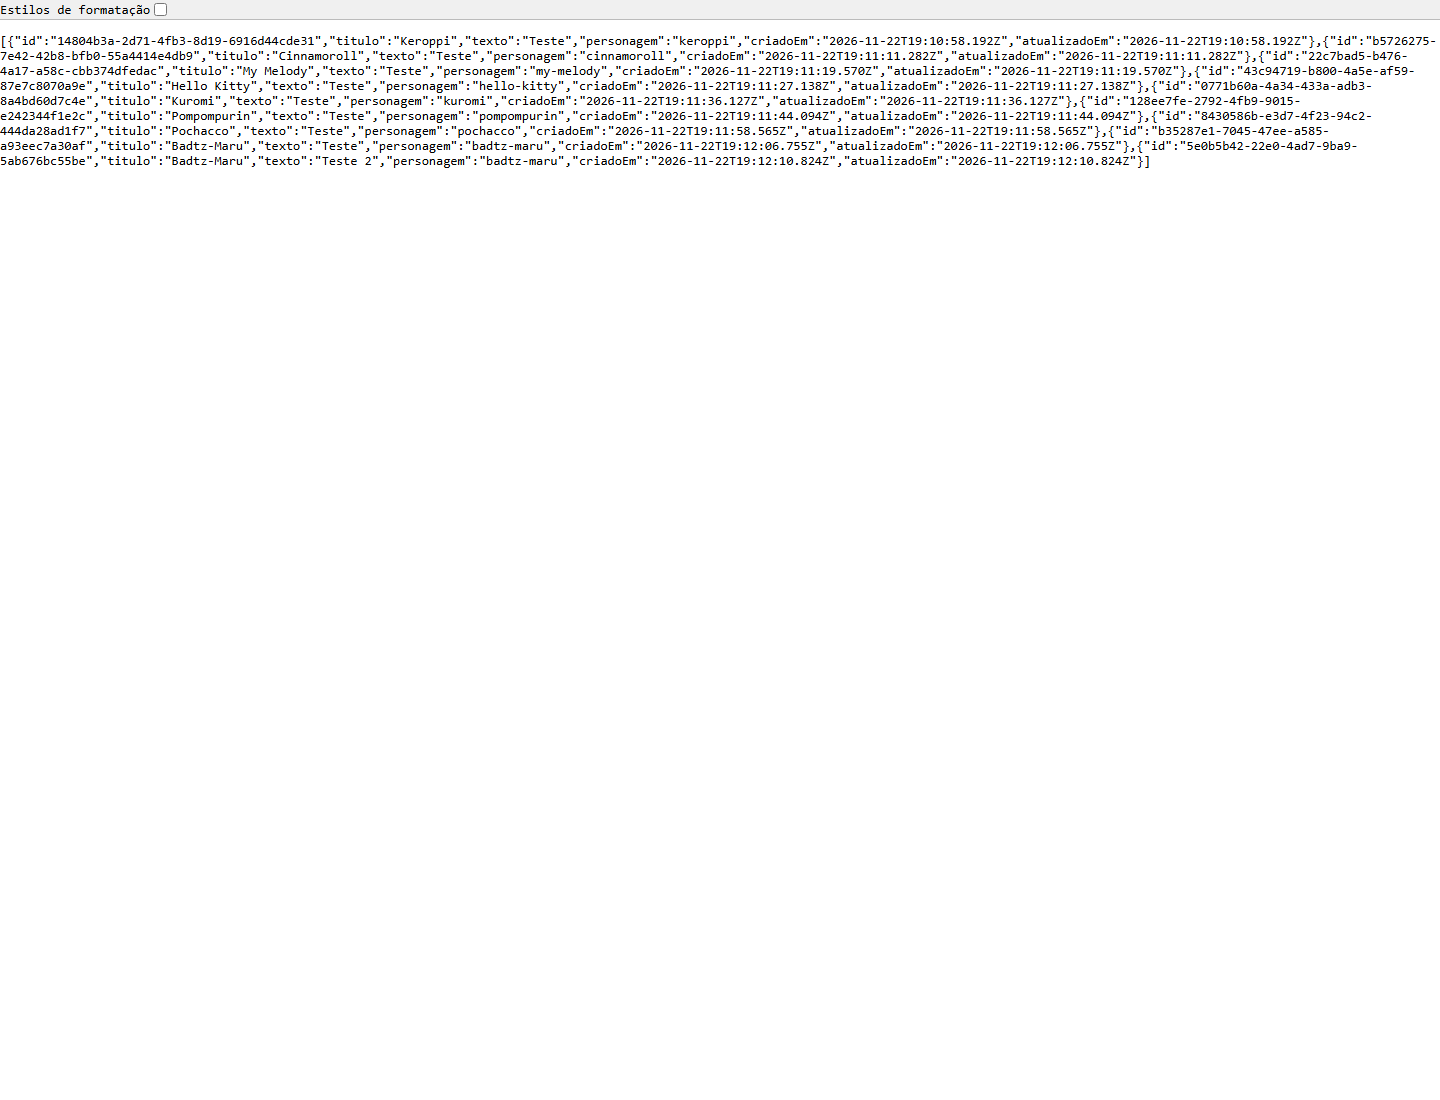 Estilos de formatação
[{"id":"14804b3a-2d71-4fb3-8d19-6916d44cde31","titulo":"Keroppi","texto":"Teste","personagem":"keroppi","criadoEm":"2026-11-22T19:10:58.192Z","atualizadoEm":"2026-11-22T19:10:58.192Z"},{"id":"b5726275-
7e42-42b8-bfb0-55a4414e4db9","titulo":"Cinnamoroll","texto":"Teste","personagem":"cinnamoroll","criadoEm":"2026-11-22T19:11:11.282Z","atualizadoEm":"2026-11-22T19:11:11.282Z"},{"id":"22c7bad5-b476-
4a17-a58c-cbb374dfedac","titulo":"My Melody","texto":"Teste","personagem":"my-melody","criadoEm":"2026-11-22T19:11:19.570Z","atualizadoEm":"2026-11-22T19:11:19.570Z"},{"id":"43c94719-b800-4a5e-af59-
87e7c8070a9e","titulo":"Hello Kitty","texto":"Teste","personagem":"hello-kitty","criadoEm":"2026-11-22T19:11:27.138Z","atualizadoEm":"2026-11-22T19:11:27.138Z"},{"id":"0771b60a-4a34-433a-adb3-
8a4bd60d7c4e","titulo":"Kuromi","texto":"Teste","personagem":"kuromi","criadoEm":"2026-11-22T19:11:36.127Z","atualizadoEm":"2026-11-22T19:11:36.127Z"},{"id":"128ee7fe-2792-4fb9-9015-
e242344f1e2c","titulo":"Pompompurin","texto":"Teste","personagem":"pompompurin","criadoEm":"2026-11-22T19:11:44.094Z","atualizadoEm":"2026-11-22T19:11:44.094Z"},{"id":"8430586b-e3d7-4f23-94c2-
444da28ad1f7","titulo":"Pochacco","texto":"Teste","personagem":"pochacco","criadoEm":"2026-11-22T19:11:58.565Z","atualizadoEm":"2026-11-22T19:11:58.565Z"},{"id":"b35287e1-7045-47ee-a585-
a93eec7a30af","titulo":"Badtz-Maru","texto":"Teste","personagem":"badtz-maru","criadoEm":"2026-11-22T19:12:06.755Z","atualizadoEm":"2026-11-22T19:12:06.755Z"},{"id":"5e0b5b42-22e0-4ad7-9ba9-
5ab676bc55be","titulo":"Badtz-Maru","texto":"Teste 2","personagem":"badtz-maru","criadoEm":"2026-11-22T19:12:10.824Z","atualizadoEm":"2026-11-22T19:12:10.824Z"}]